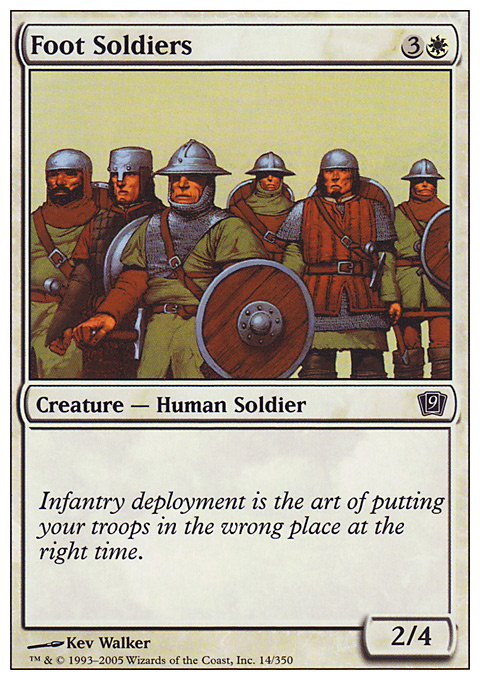 Foot Soldiers 3
Creature — Human Soldier 9
Infantry deployment is the art of putting
your troops in the wrong place at the
right time.
Kev Walker
2/4
™ & © 1993–2005 Wizards of the Coast, Inc. 14/350